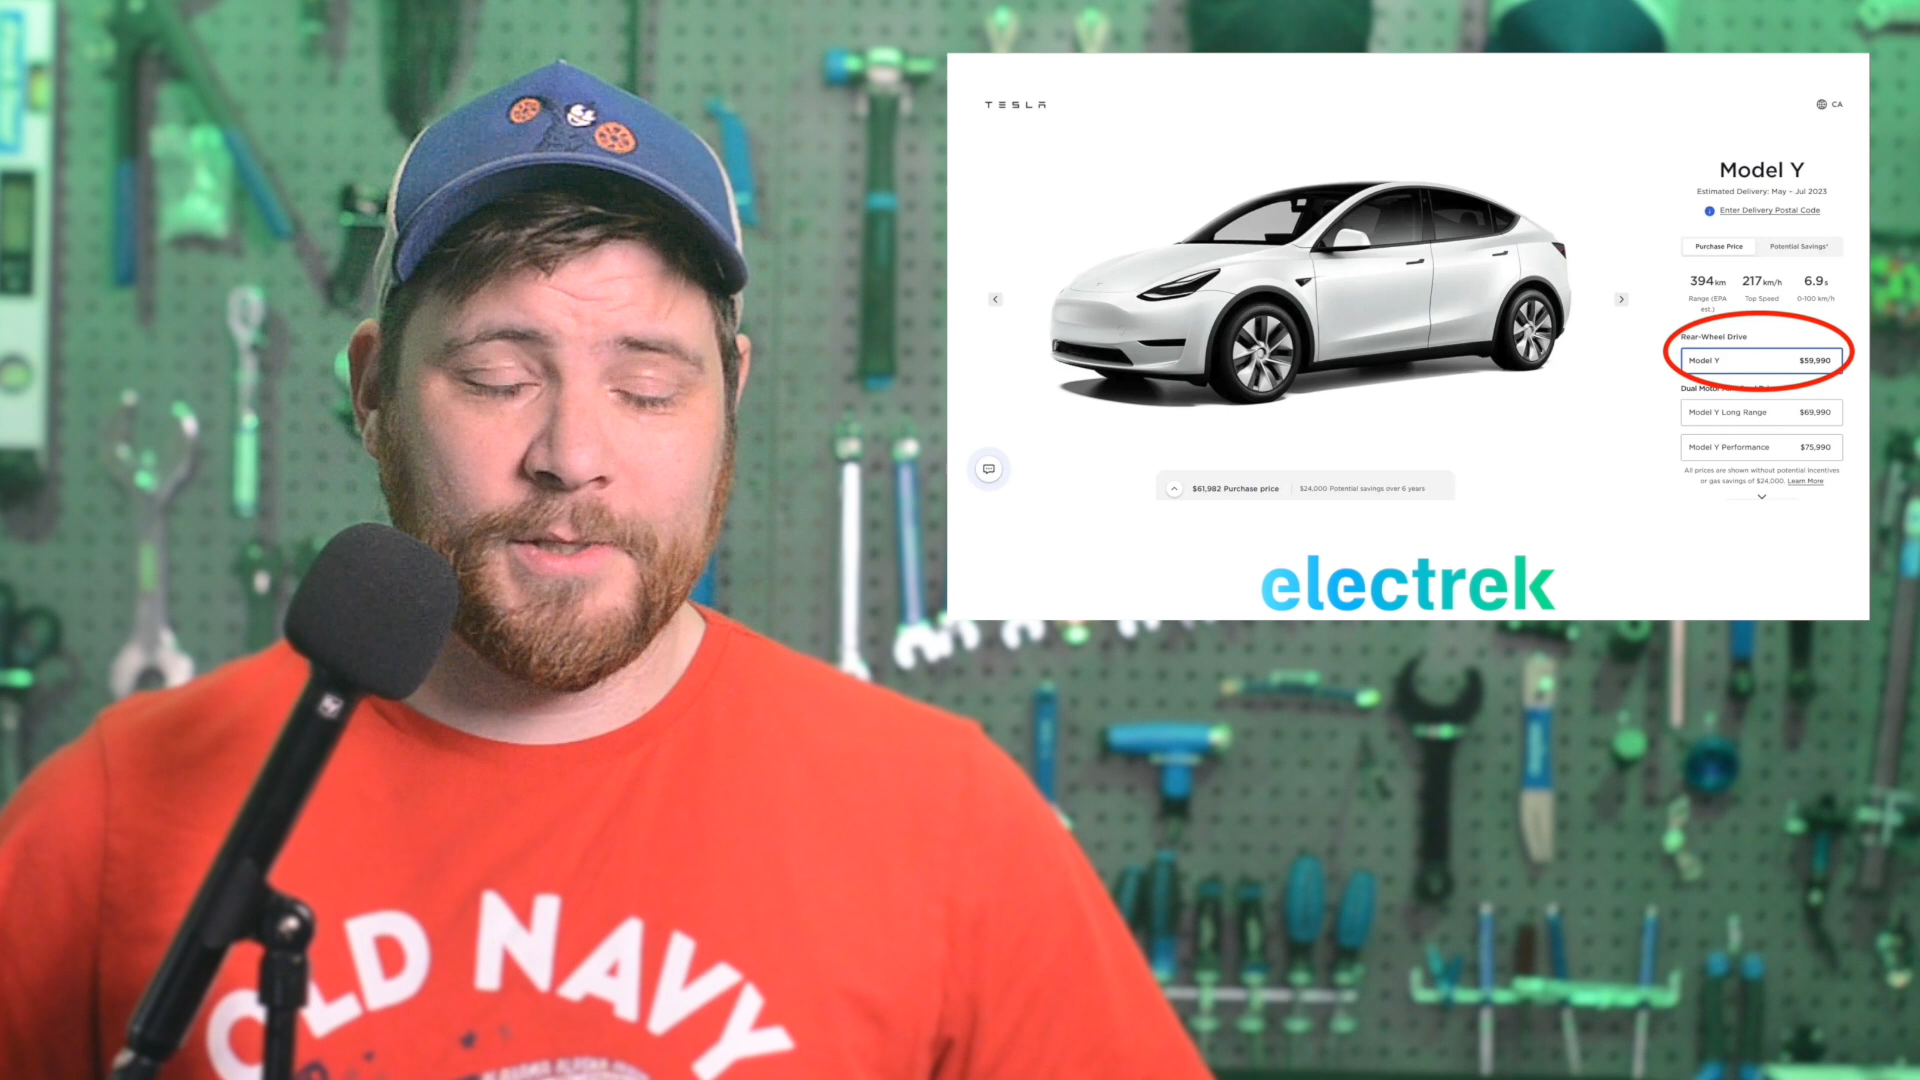 TESLA
CA
Model Y
Estimated Delivery: May – Jul 2023
Enter Delivery Postal Code
Purchase Price
Potential Savings*
394km
217km/h
6.9s
Range (EPA est.)
Top Speed
0-100 km/h
Rear-Wheel Drive
Model Y $59,990
Dual Motor
Model Y Long Range $69,990
Model Y Performance $75,990
All prices are shown without potential incentives
or gas savings of $24,000. Learn More
$61,982 Purchase price
$24,000 Potential savings over 6 years
electrek
OLD NAVY